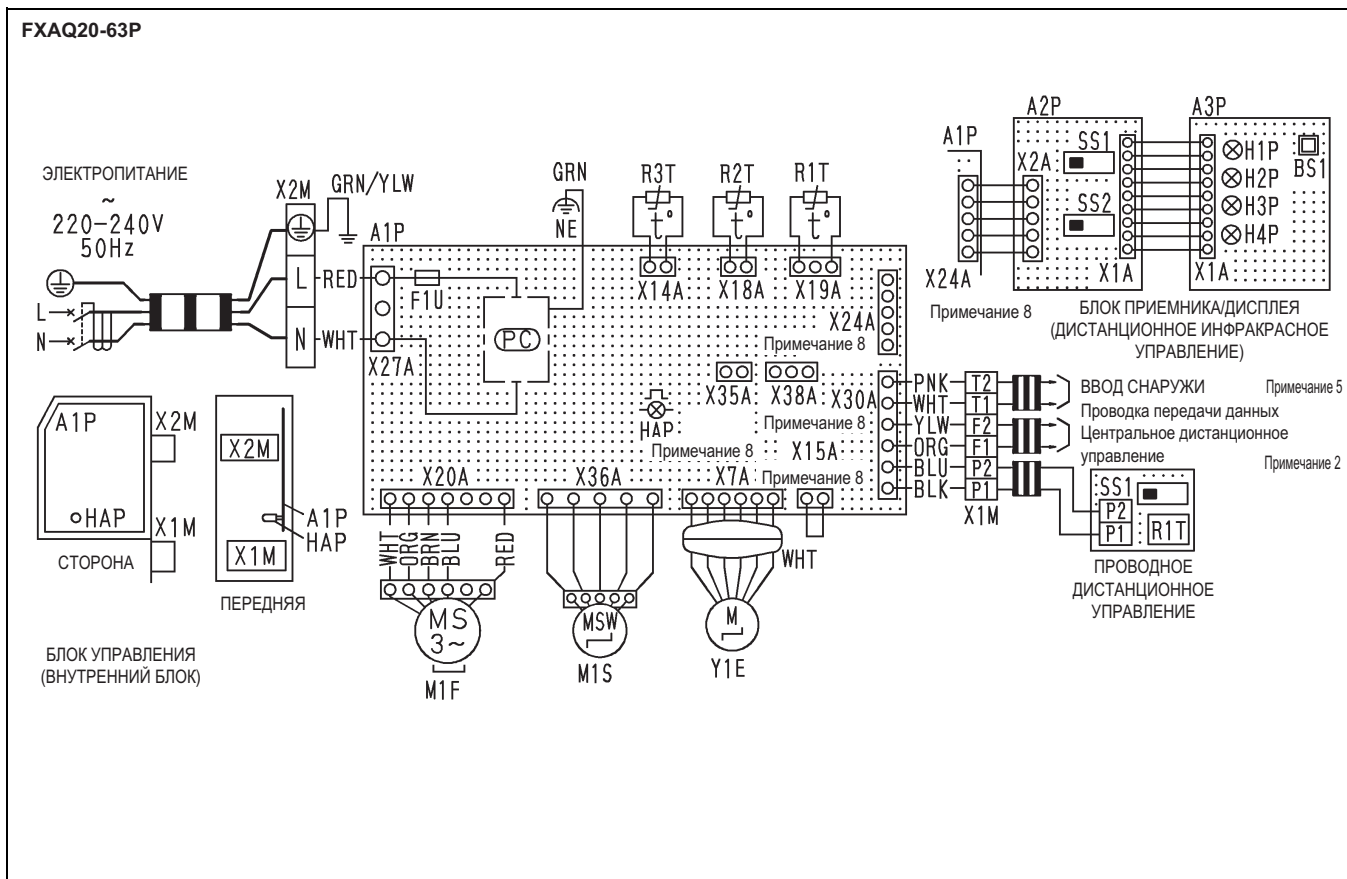 FXAQ20-63P
ЭЛЕКТРОПИТАНИЕ
~
220-240V
50Hz
L
N
X2M
GRN/YLW
L
N
RED
WHT
A1P
F1U
X27A
PC
GRN
NE
R3T
t°
X14A
R2T
t°
X18A
R1T
t°
X19A
X24A
Примечание 8
X35A
X38A
X30A
Примечание 8
HAP
Примечание 8
X15A
Примечание 8
X20A
X36A
X7A
WHT
ORG
BRN
BLU
RED
MS
3~
M1F
MSW
M1S
M
Y1E
WHT
A1P
X24A
Примечание 8
A2P
X2A
SS1
SS2
X1A
A3P
H1P
H2P
H3P
H4P
BS1
X1A
БЛОК ПРИЕМНИКА/ДИСПЛЕЯ
(ДИСТАНЦИОННОЕ ИНФРАКРАСНОЕ
УПРАВЛЕНИЕ)
PNK T2
WHT T1
YLW F2
ORG F1
BLU P2
BLK P1
X1M
ВВОД СНАРУЖИ Примечание 5
Проводка передачи данных
Центральное дистанционное
управление Примечание 2
SS1
P2
P1
R1T
ПРОВОДНОЕ
ДИСТАНЦИОННОЕ
УПРАВЛЕНИЕ
A1P
X2M
HAP
X1M
СТОРОНА
X2M
A1P
HAP
X1M
ПЕРЕДНЯЯ
БЛОК УПРАВЛЕНИЯ
(ВНУТРЕННИЙ БЛОК)